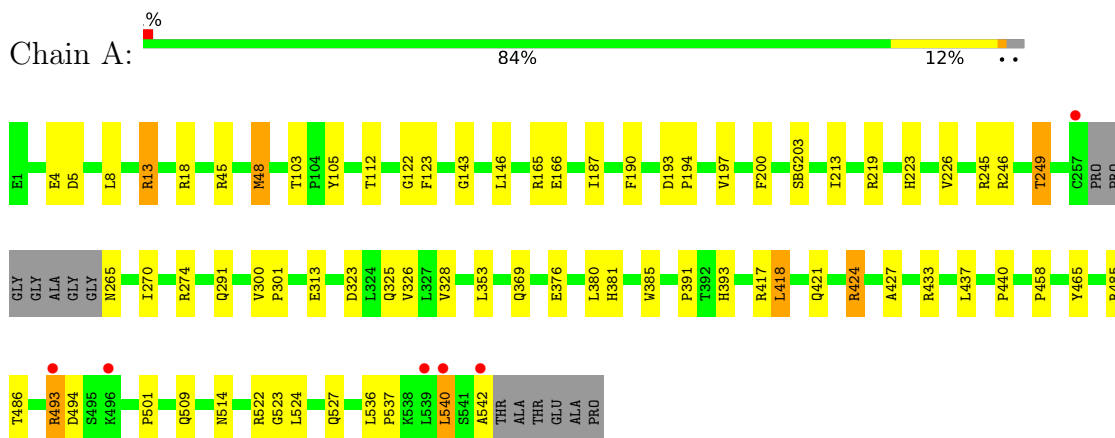 .%
Chain A:
84% 12% • •
E1 E4 D5 L8 R13 R18 R45 M48 T103 P104 Y105 T112 G122 F123 G143 L146 R165 E166 I187 F190 D193 P194 V197 F200 SBG203 I213 R219 H223 V226 R245 R246 T249 C257 PRO PRO
GLY GLY ALA GLY GLY N265 I270 R274 Q291 V300 P301 E313 D323 L324 Q325 V326 L327 V328 L353 Q369 E376 L380 H381 W385 P391 T392 H393 R417 L418 Q421 R424 A427 R433 L437 P440 P458 Y465 R485
T486 R493 D494 S495 K496 P501 Q509 N514 R522 G523 L524 Q527 L536 P537 K538 L539 L540 S541 A542 THR ALA THR GLU ALA PRO